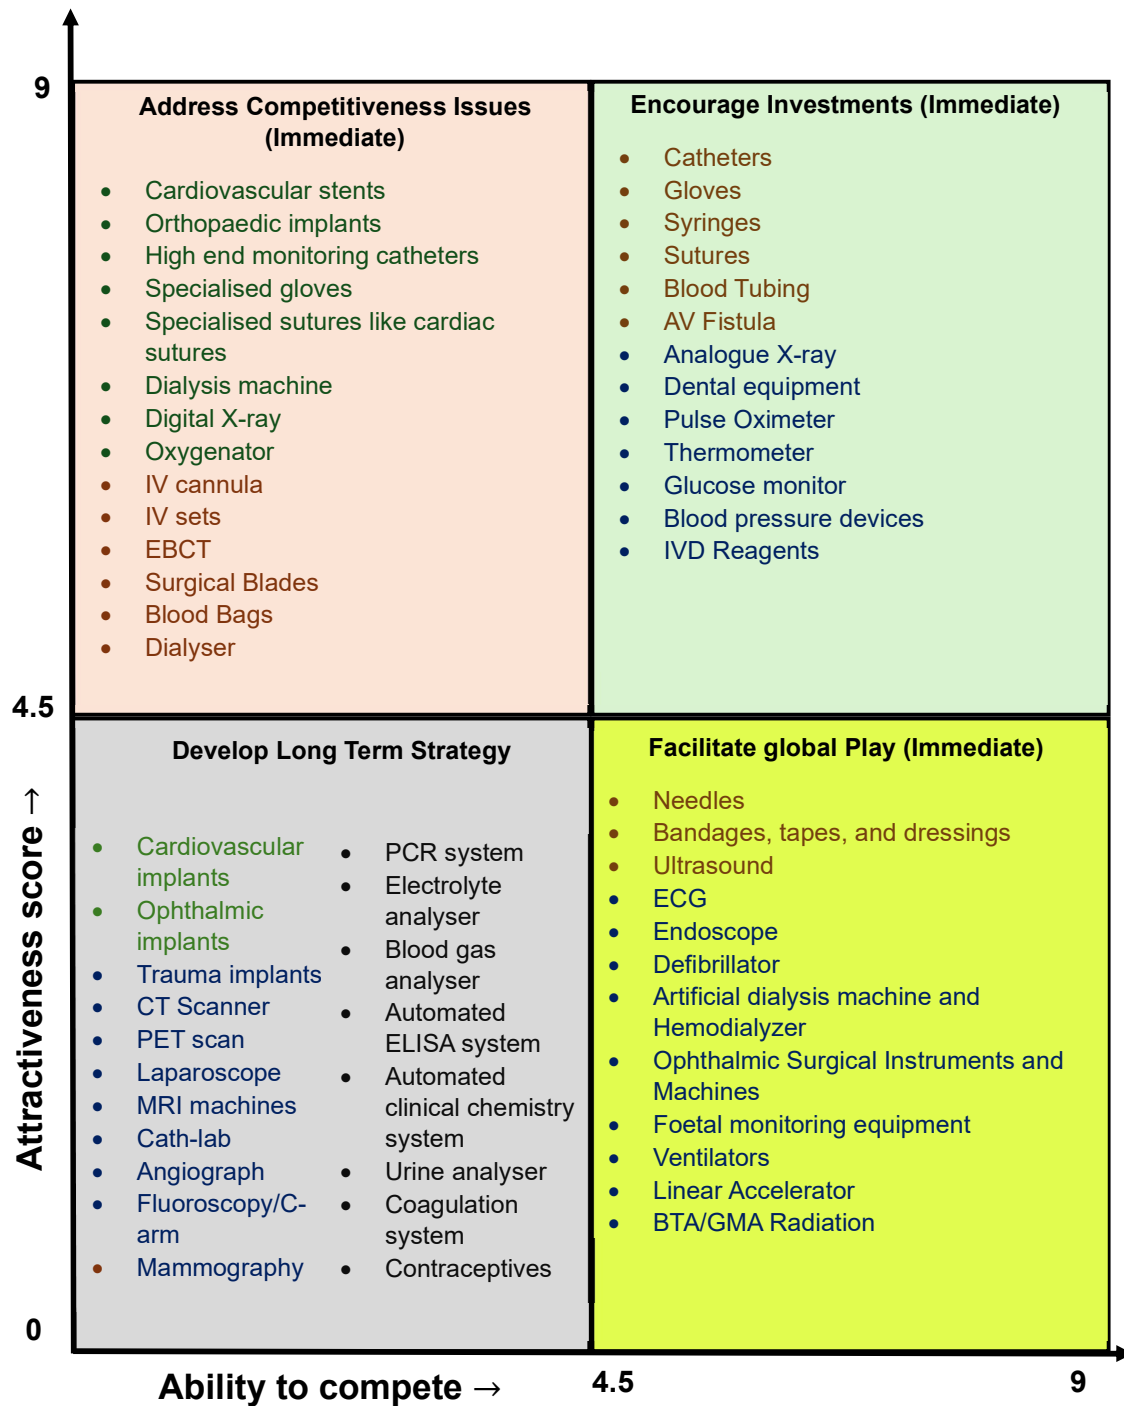 9
Address Competitiveness Issues
(Immediate)
• Cardiovascular stents
• Orthopaedic implants
• High end monitoring catheters
• Specialised gloves
• Specialised sutures like cardiac
sutures
• Dialysis machine
• Digital X-ray
• Oxygenator
• IV cannula
• IV sets
• EBCT
• Surgical Blades
• Blood Bags
• Dialyser
Encourage Investments (Immediate)
• Catheters
• Gloves
• Syringes
• Sutures
• Blood Tubing
• AV Fistula
• Analogue X-ray
• Dental equipment
• Pulse Oximeter
• Thermometer
• Glucose monitor
• Blood pressure devices
• IVD Reagents
4.5
Attractiveness score →
Develop Long Term Strategy
• Cardiovascular
implants
• Ophthalmic
implants
• Trauma implants
• CT Scanner
• PET scan
• Laparoscope
• MRI machines
• Cath-lab
• Angiograph
• Fluoroscopy/C-
arm
• Mammography
• PCR system
• Electrolyte
analyser
• Blood gas
analyser
• Automated
ELISA system
• Automated
clinical chemistry
system
• Urine analyser
• Coagulation
system
• Contraceptives
Facilitate global Play (Immediate)
• Needles
• Bandages, tapes, and dressings
• Ultrasound
• ECG
• Endoscope
• Defibrillator
• Artificial dialysis machine and
Hemodialyzer
• Ophthalmic Surgical Instruments and
Machines
• Foetal monitoring equipment
• Ventilators
• Linear Accelerator
• BTA/GMA Radiation
0
Ability to compete →
4.5
9